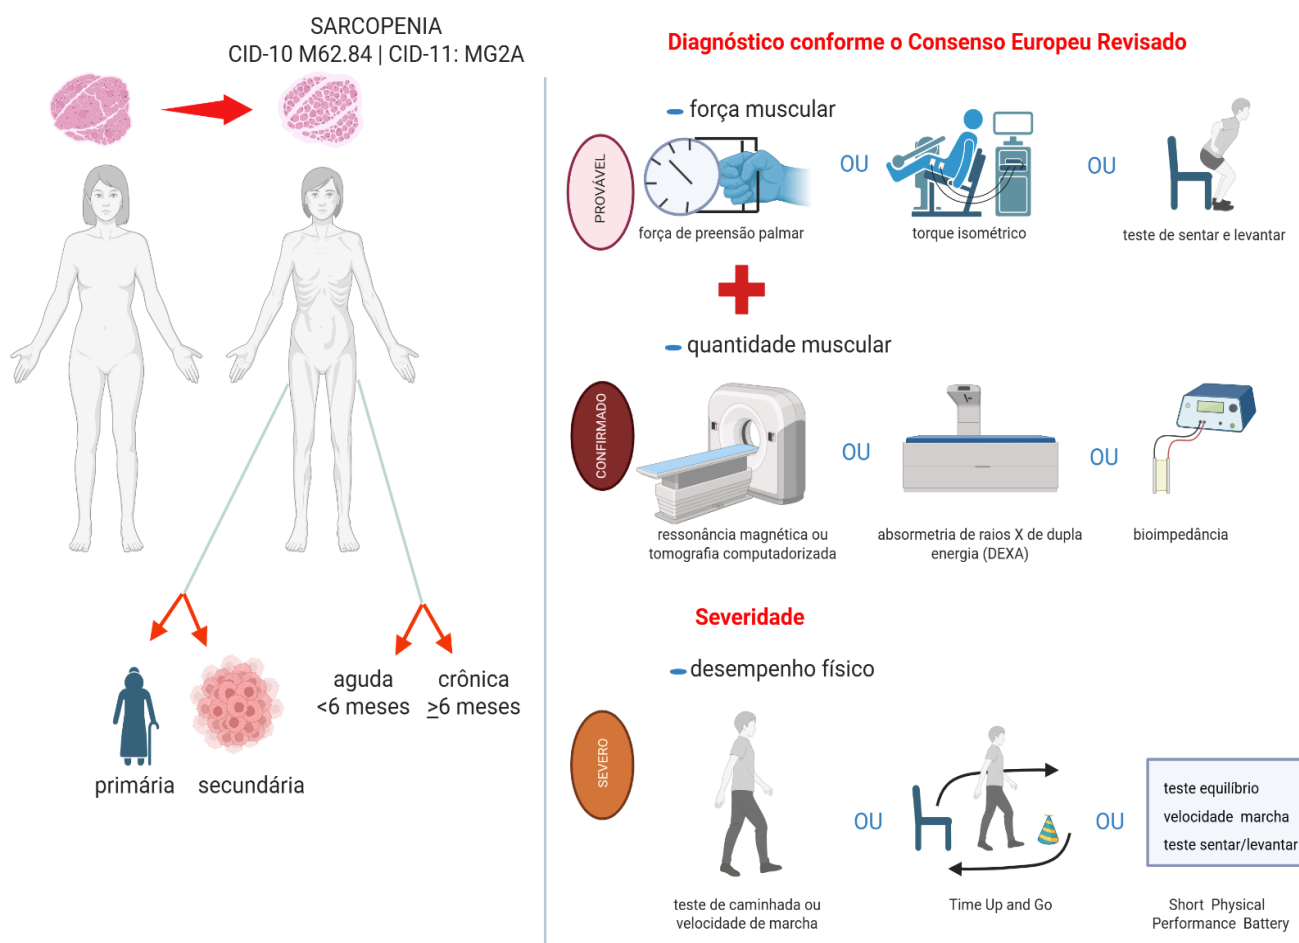 SARCOPENIA
CID-10 M62.84 | CID-11: MG2A
primária
secundária
aguda
<6 meses
crônica
≥6 meses
Diagnóstico conforme o Consenso Europeu Revisado
força muscular
PROVÁVEL
OU
OU
força de preensão palmar
torque isométrico
teste de sentar e levantar
quantidade muscular
CONFIRMADO
OU
OU
ressonância magnética ou
tomografia computadorizada
absormetria de raios X de dupla
energia (DEXA)
bioimpedância
Severidade
desempenho físico
SEVERO
OU
OU
teste equilíbrio
velocidade marcha
teste sentar/levantar
teste de caminhada ou
velocidade de marcha
Time Up and Go
Short Physical
Performance Battery